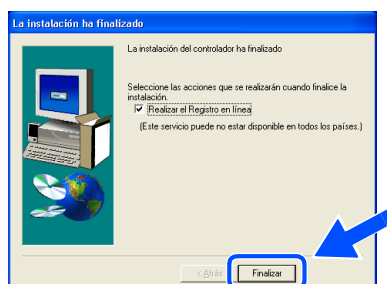 La instalación ha finalizado
La instalación del controlador ha finalizado
Seleccione las acciones que se realizarán cuando finalice la
instalación.
Realizar el Registro en línea
(Este servicio puede no estar disponible en todos los países.)
< Atrás
Finalizar